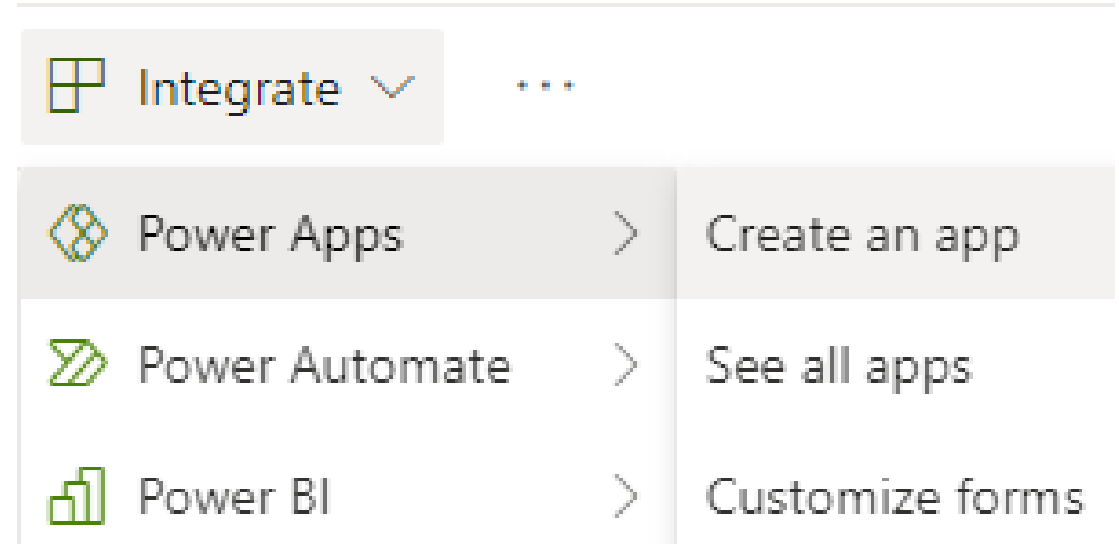 Integrate ...
Power Apps
Create an app
Power Automate
See all apps
Power BI
Customize forms